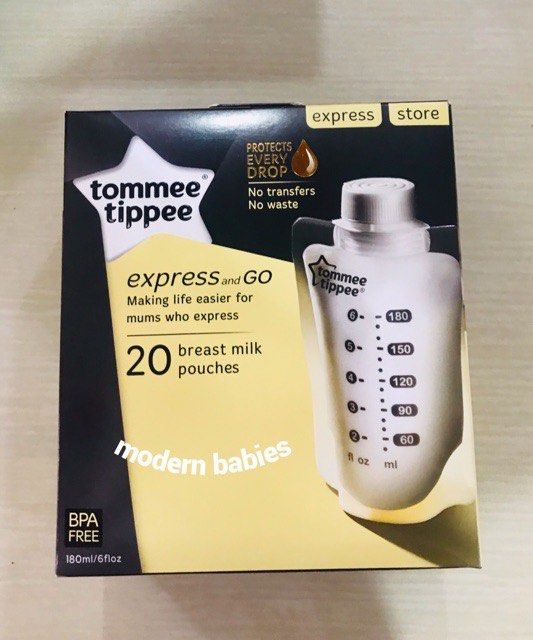 express store
PROTECTS
EVERY
DROP
No transfers
No waste
tommee®
tippee
express and GO
Making life easier for
mums who express
20 breast milk
pouches
tommee
tippee®
6 - 180
5 - 150
4 - 120
3 - 90
2 - 60
fl oz ml
modern babies
BPA
FREE
180ml/6floz